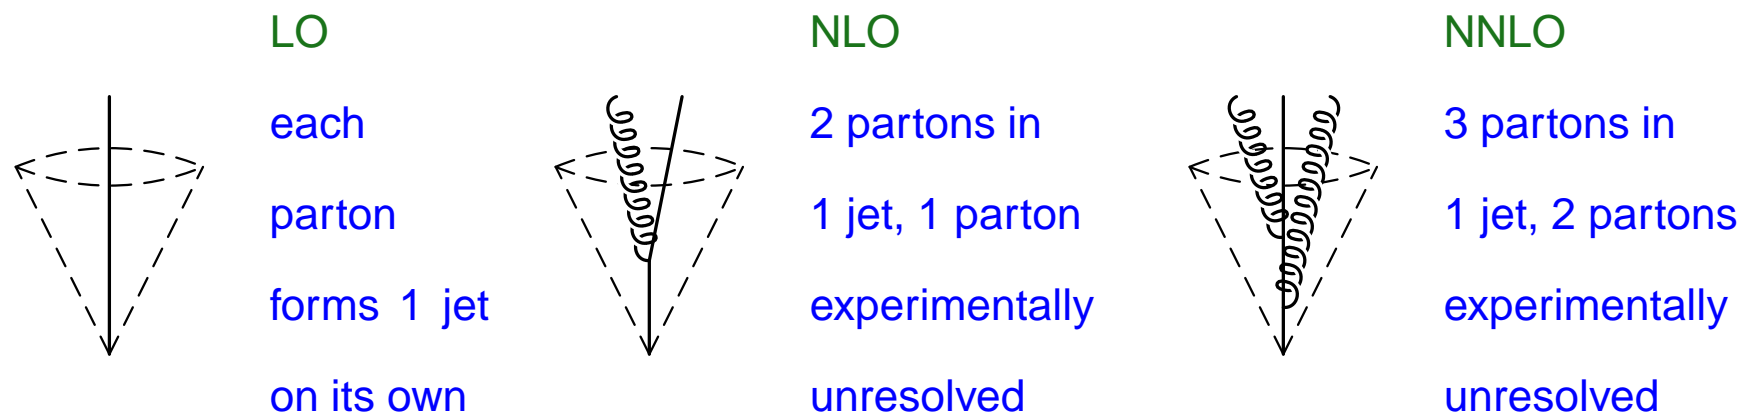 LO
each
parton
forms 1 jet
on its own
NLO
2 partons in
1 jet, 1 parton
experimentally
unresolved
NNLO
3 partons in
1 jet, 2 partons
experimentally
unresolved